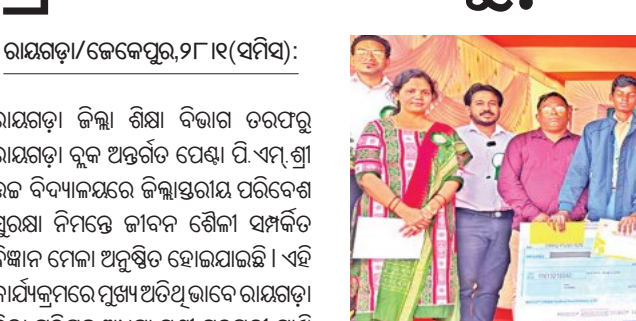 ରାୟଗଡ଼ା/ଜେକେପୁର,୨୮।୧(ସମିସ):
ରାୟଗଡ଼ା ଜିଲ୍ଲା ଶିକ୍ଷା ବିଭାଗ ତରଫରୁ
ରାୟଗଡ଼ା ବ୍ଲକ ଅନ୍ତର୍ଗତ ପେଣ୍ଟା ପି.ଏମ୍.ଶ୍ରୀ
ଉଚ୍ଚ ବିଦ୍ୟାଳୟରେ ଜିଲ୍ଲାସ୍ତରୀୟ ପରିବେଶ
ସୁରକ୍ଷା ନିମନ୍ତେ ଜୀବନ ଶୈଳୀ ସମ୍ପର୍କିତ
ବିଜ୍ଞାନ ମେଳା ଅନୁଷ୍ଠିତ ହୋଇଯାଇଛି । ଏହି
କାର୍ଯ୍ୟକ୍ରମରେ ମୁଖ୍ୟ ଅତିଥି ଭାବେ ରାୟଗଡ଼ା